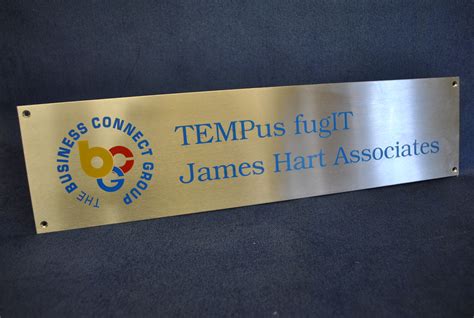 THE BUSINESS CONNECT GROUP
bcG
TEMPus fugIT
James Hart Associates